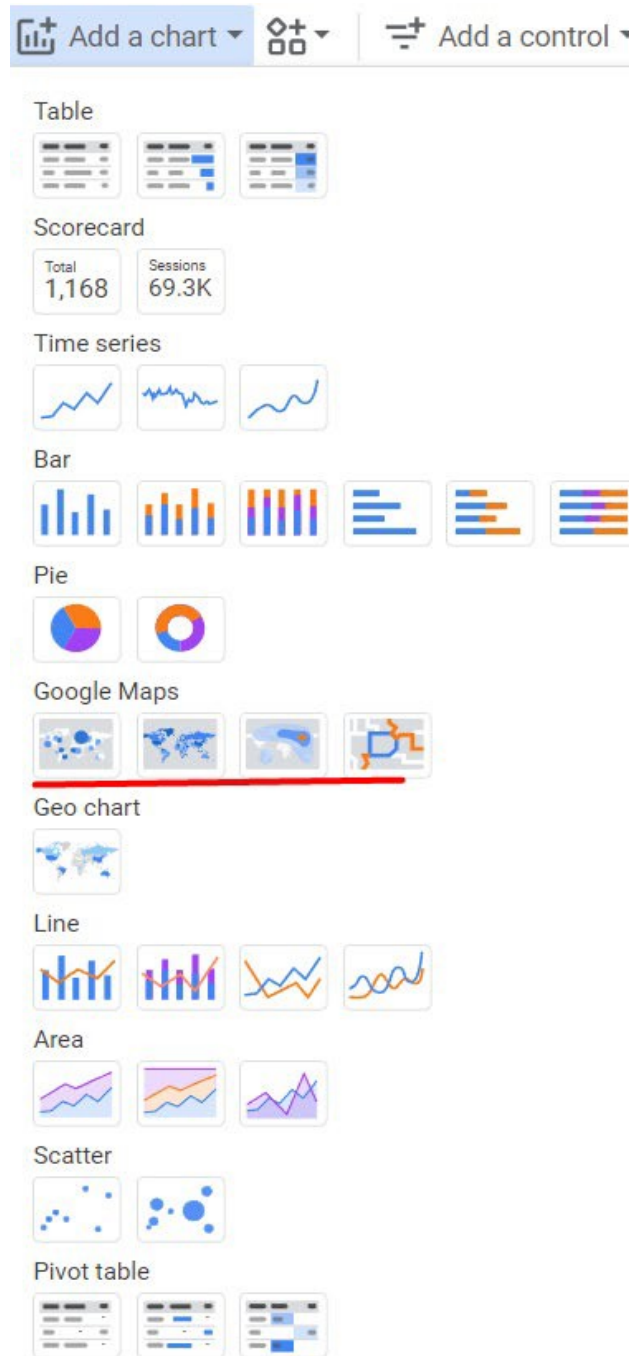 Add a chart Add a control
Table
Scorecard
Total
1,168
Sessions
69.3K
Time series
Bar
Pie
Google Maps
Geo chart
Line
Area
Scatter
Pivot table